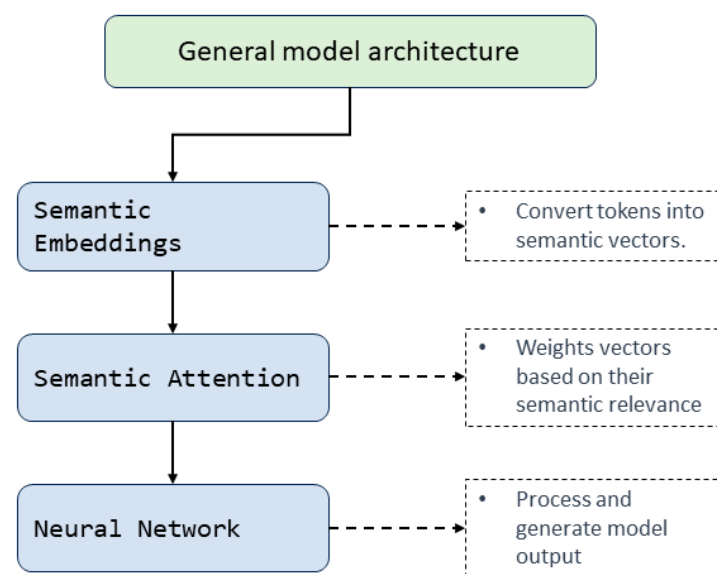 General model architecture
Semantic
Embeddings
• Convert tokens into
semantic vectors.
Semantic Attention
• Weights vectors
based on their
semantic relevance
Neural Network
• Process and
generate model
output